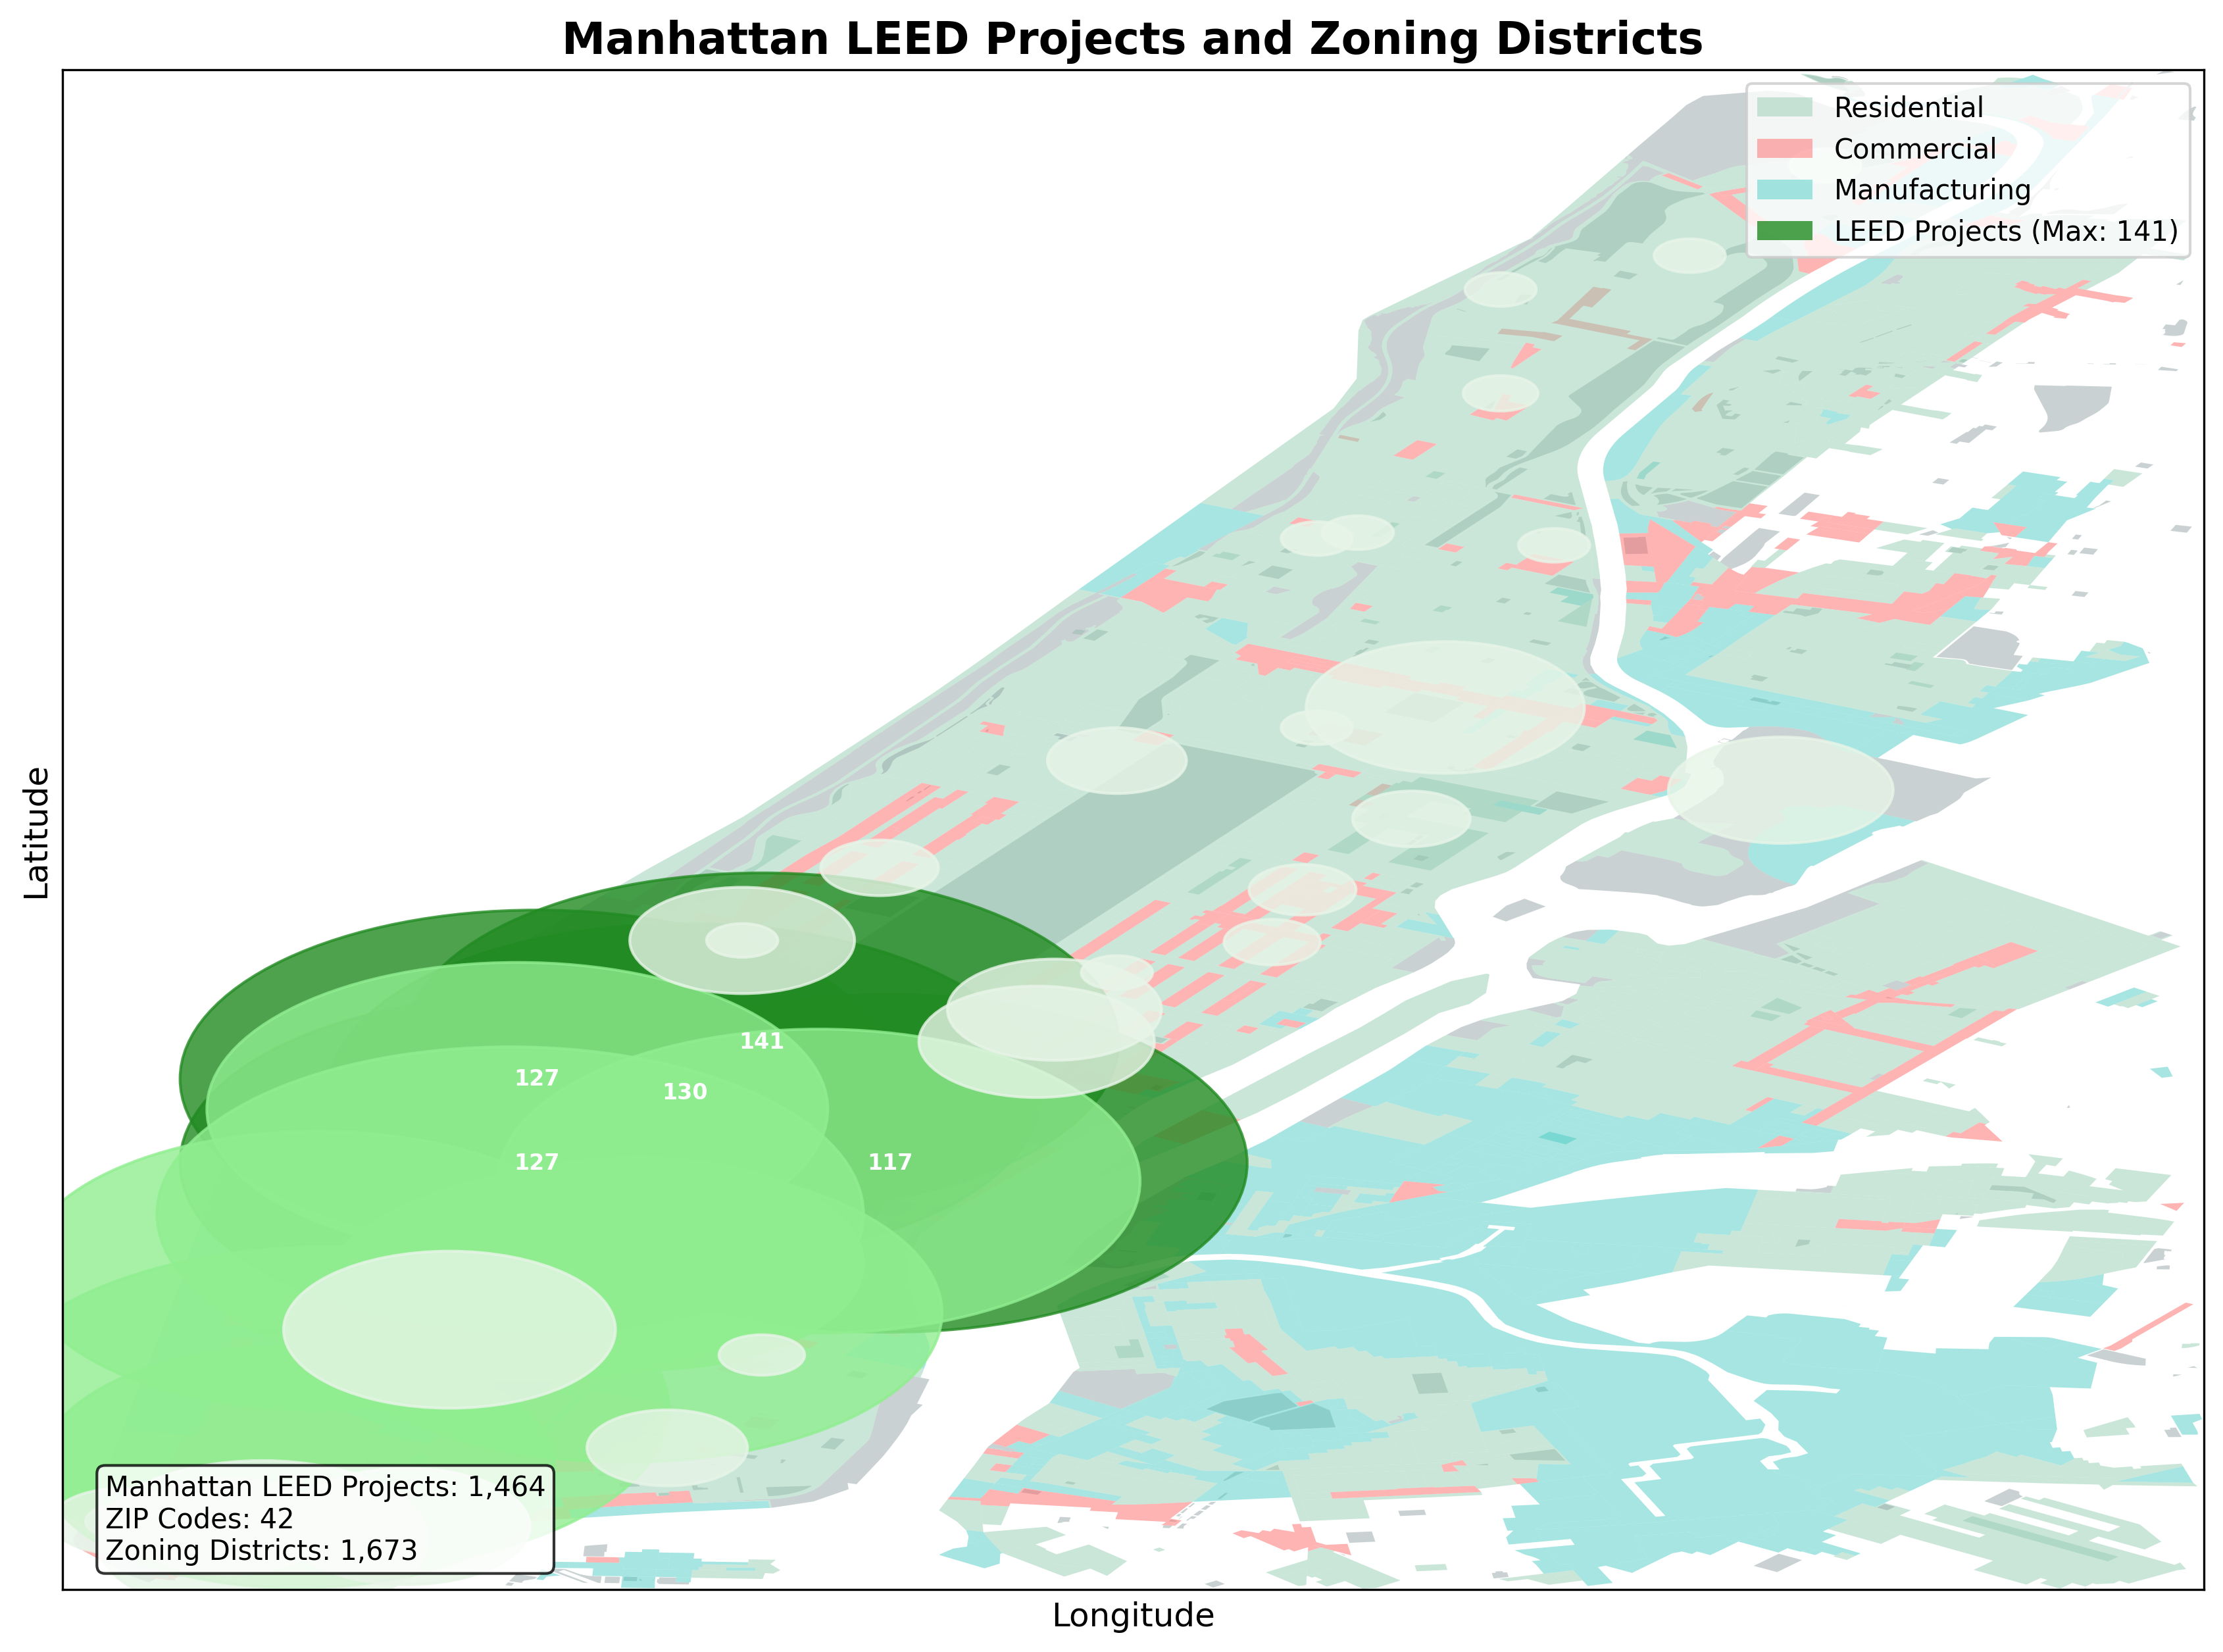 Manhattan LEED Projects and Zoning Districts
Residential
Commercial
Manufacturing
LEED Projects (Max: 141)
Latitude
141
127
130
127
117
Manhattan LEED Projects: 1,464
ZIP Codes: 42
Zoning Districts: 1,673
Longitude